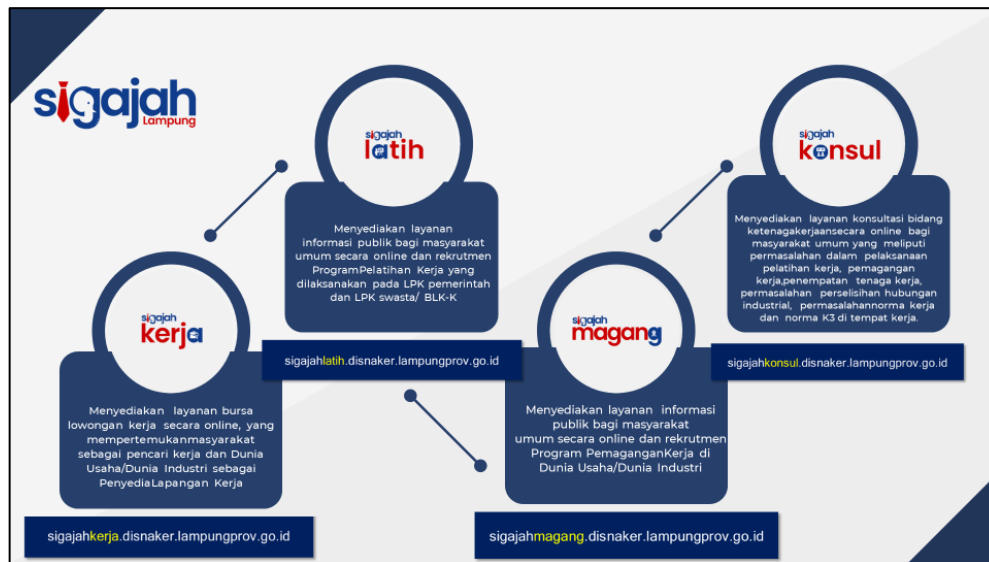 sigajah
Lampung
sigajah
kerja
Menyediakan layanan bursa
lowongan kerja secara online, yang
mempertemukanmasyarakat
sebagai pencari kerja dan Dunia
Usaha/Dunia Industri sebagai
PenyediaLapangan Kerja
sigajahkerja.disnaker.lampungprov.go.id
sigajah
latih
Menyediakan layanan
informasi publik bagi masyarakat
umum secara online dan rekrutmen
ProgramPelatihan Kerja yang
dilaksanakan pada LPK pemerintah
dan LPK swasta/ BLK-K
sigajahlatih.disnaker.lampungprov.go.id
sigajah
magang
Menyediakan layanan informasi
publik bagi masyarakat
umum secara online dan rekrutmen
Program PemaganganKerja di
Dunia Usaha/Dunia Industri
sigajahmagang.disnaker.lampungprov.go.id
sigajah
konsul
Menyediakan layanan konsultasi bidang
ketenagakerjaansecara online bagi
masyarakat umum yang meliputi
permasalahan dalam pelaksanaan
pelatihan kerja, pemagangan
kerja,penempatan tenaga kerja,
permasalahan perselisihan hubungan
industrial, permasalahannorma kerja
dan norma K3 di tempat kerja.
sigajahkonsul.disnaker.lampungprov.go.id